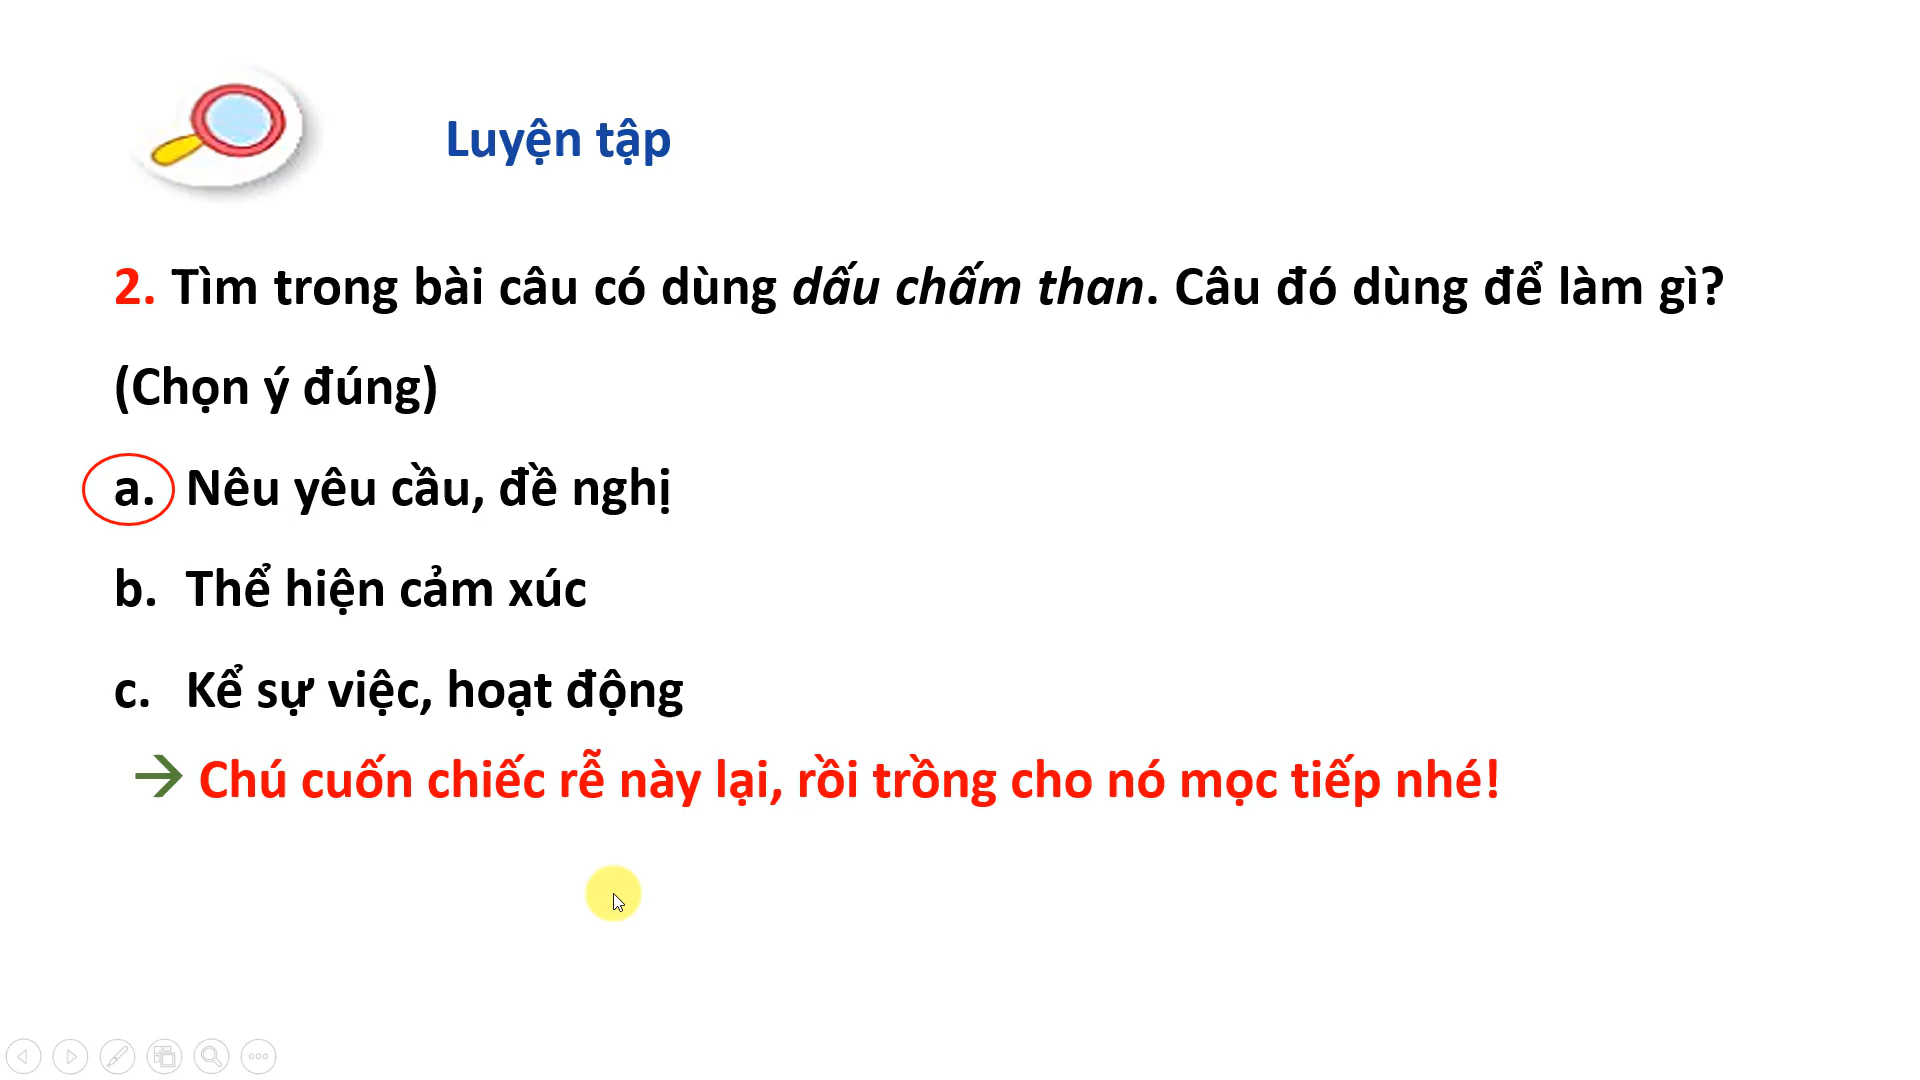 Luyện tập
2. Tìm trong bài câu có dùng dấu chấm than. Câu đó dùng để làm gì?
(Chọn ý đúng)
a. Nêu yêu cầu, đề nghị
b. Thể hiện cảm xúc
c. Kể sự việc, hoạt động
→ Chú cuốn chiếc rễ này lại, rồi trồng cho nó mọc tiếp nhé!